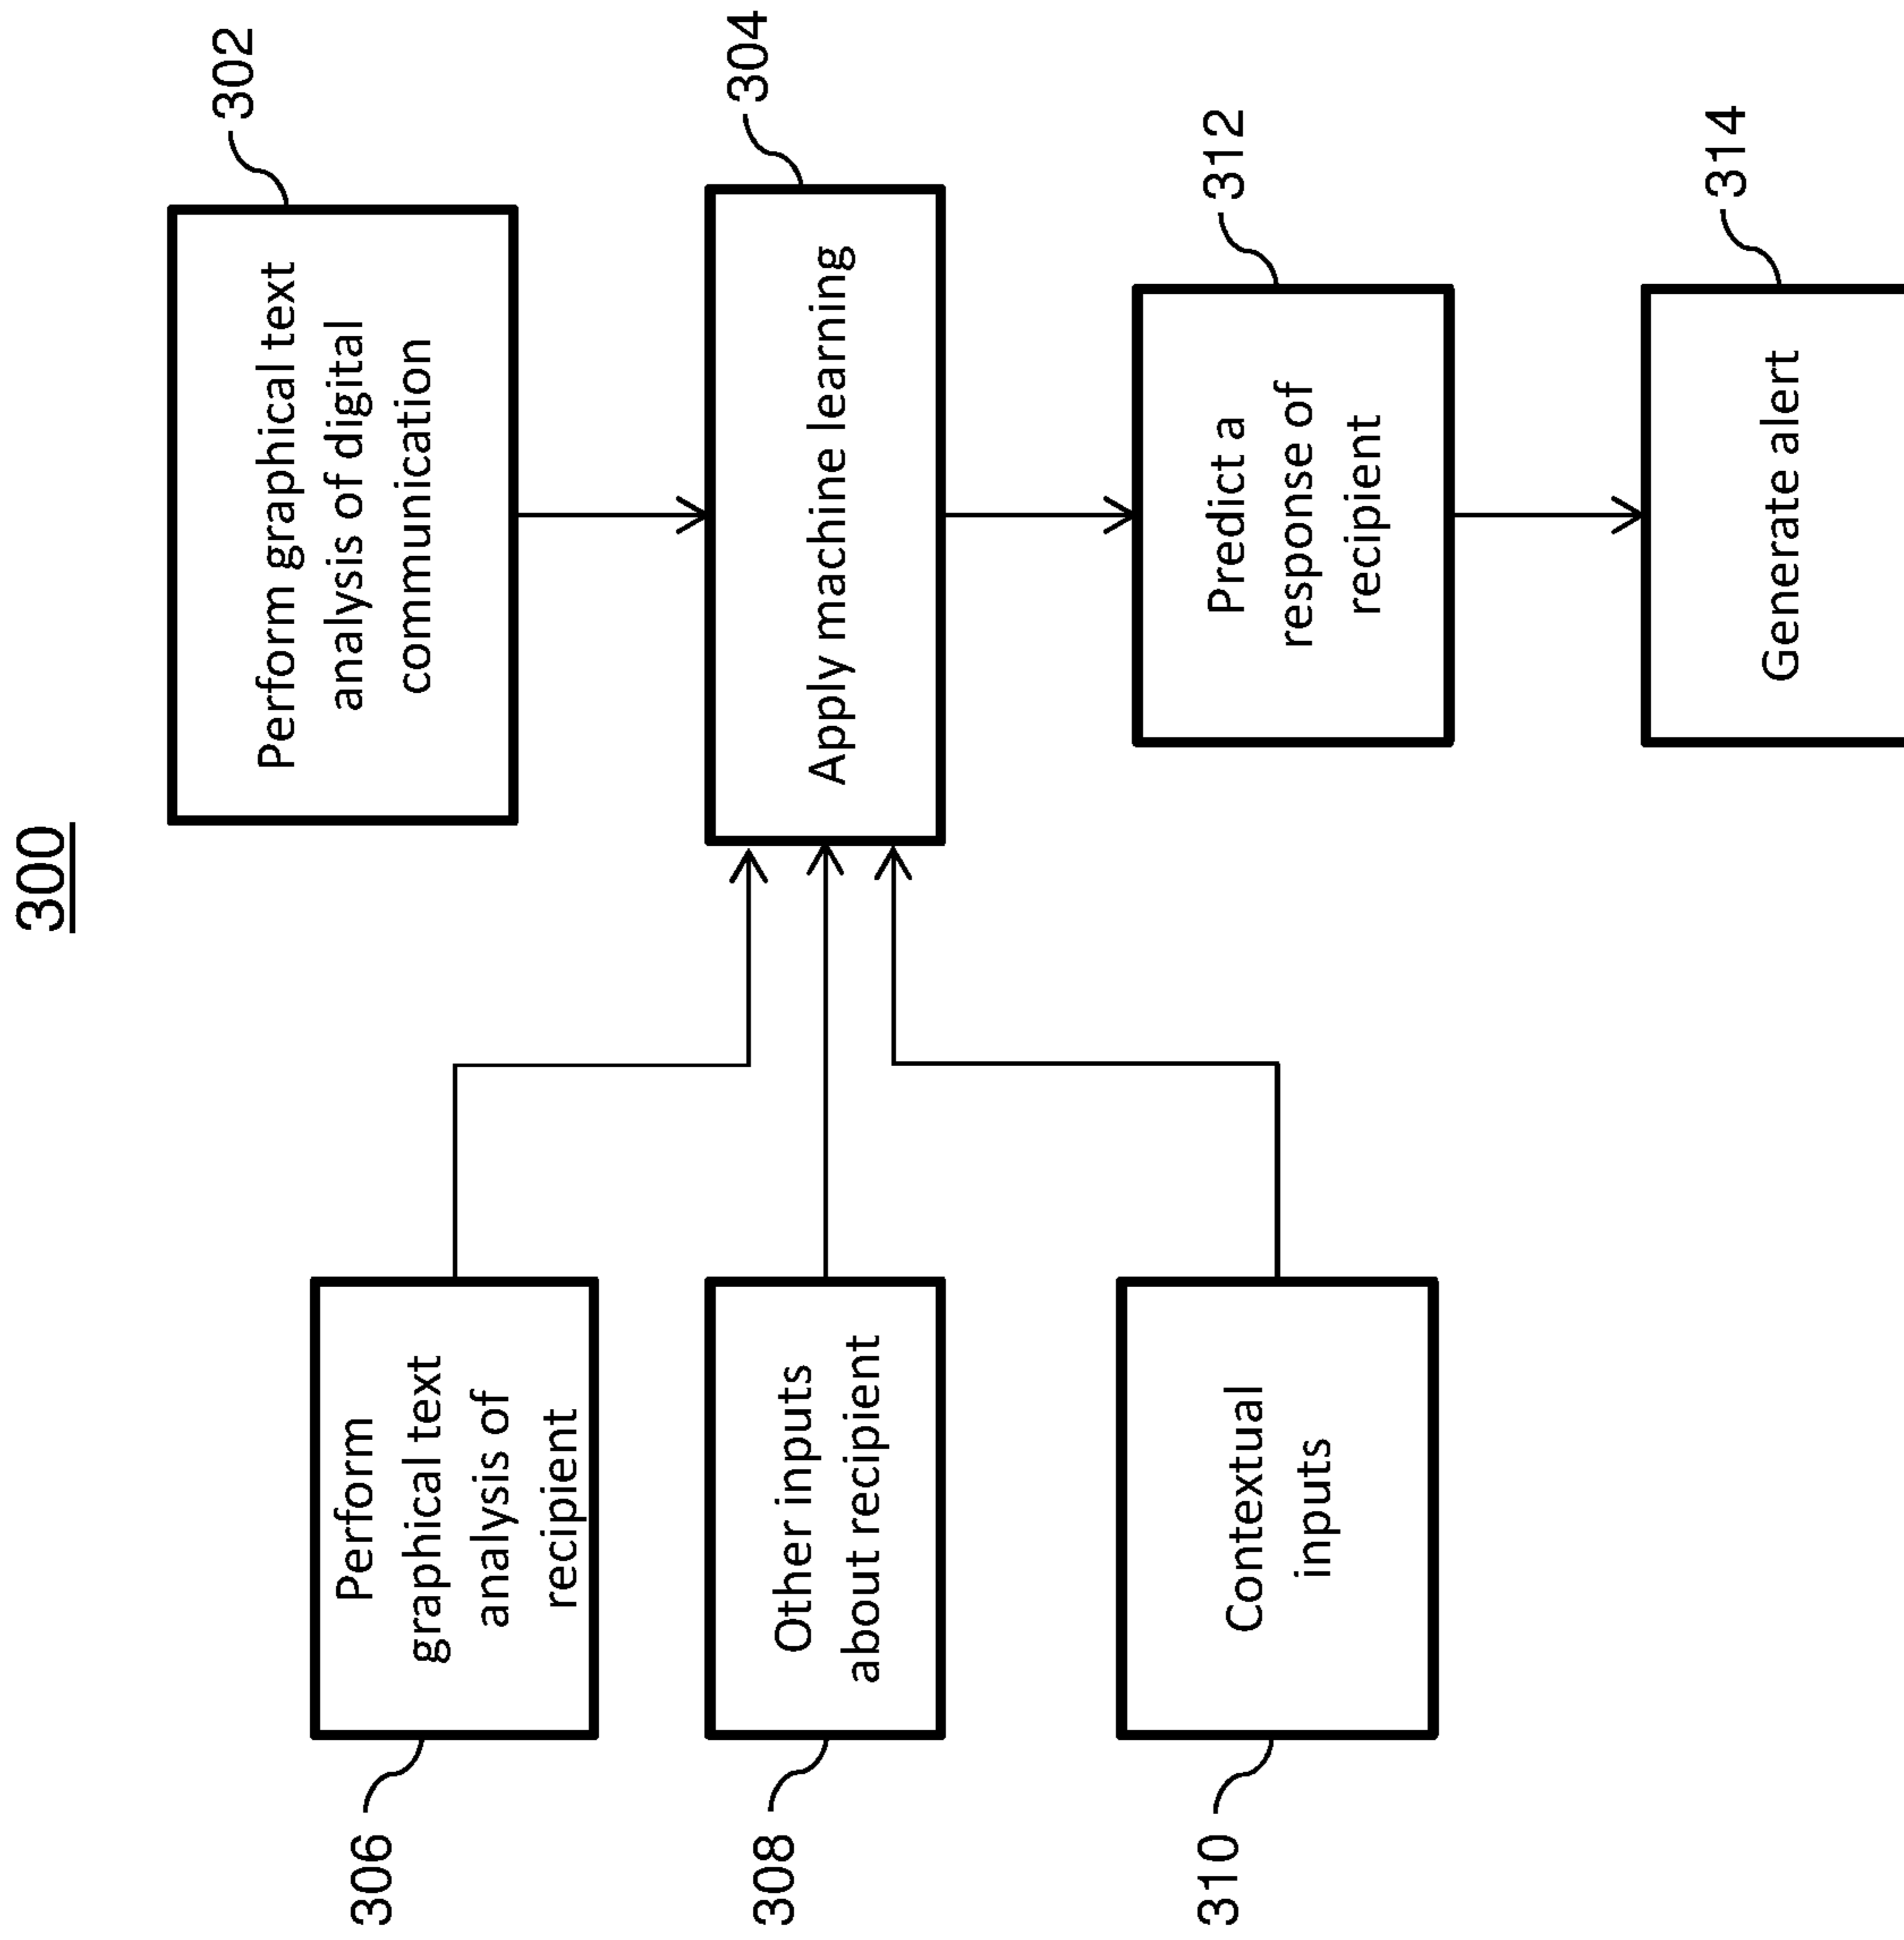 300
302
Perform graphical text
analysis of digital
communication
306
Perform
graphical text
analysis of
recipient
304
Apply machine learning
308
Other inputs
about recipient
312
Predict a
response of
recipient
310
Contextual
inputs
314
Generate alert